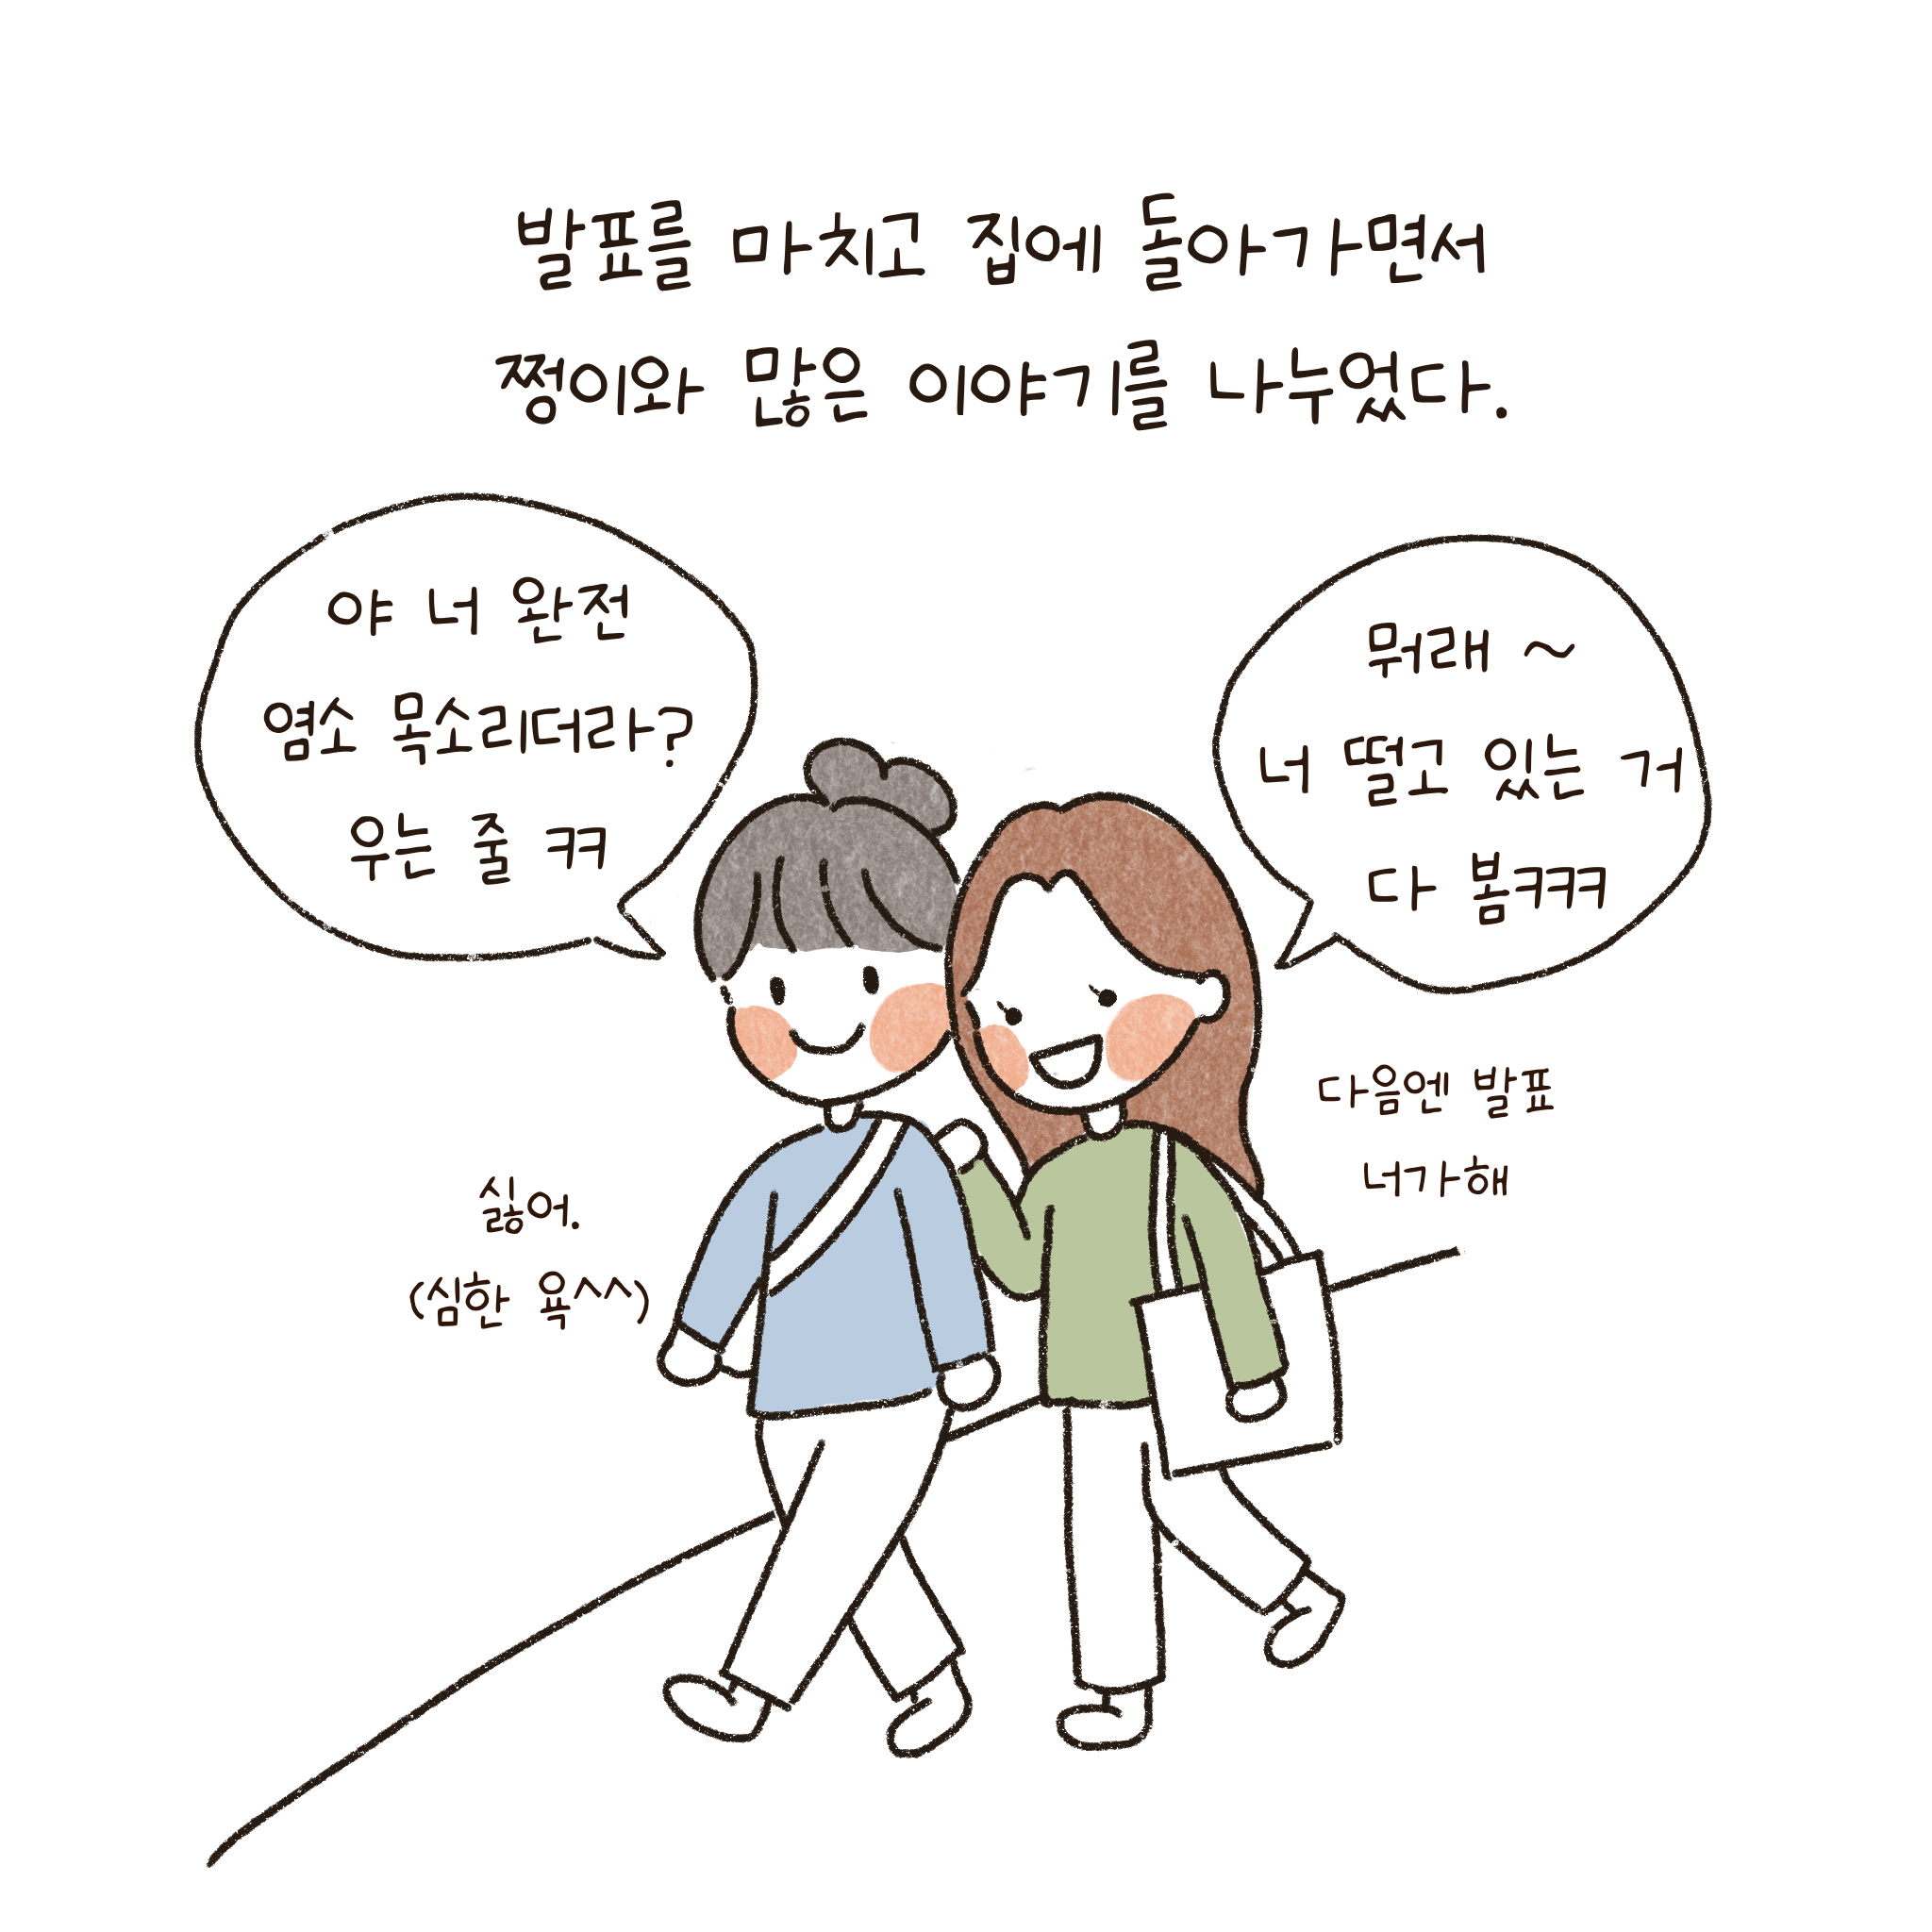 발표를 마치고 집에 돌아가면서
쩡이와 많은 이야기를 나누었다.
야 너 완전
염소 목소리더라?
우는 줄 ㅋㅋ
뭐래 ~
너 떨고 있는 거
다 봄ㅋㅋㅋ
다음엔 발표
너가해
싫어.
(심한 욕^^)